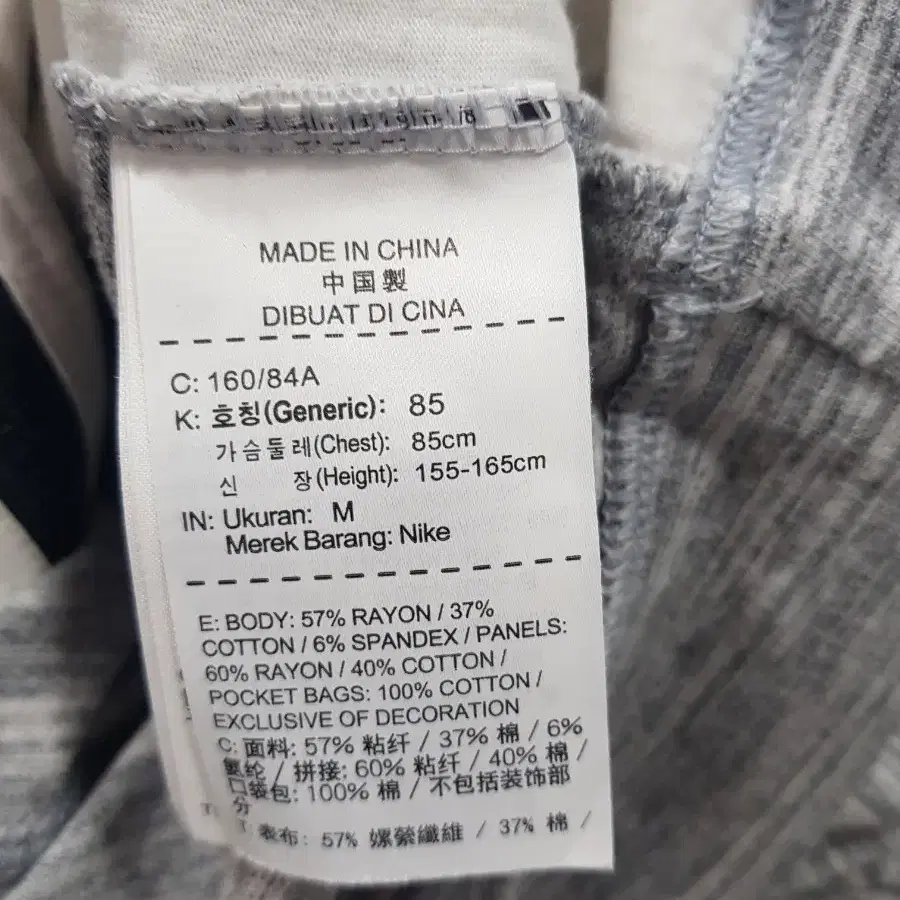 MADE IN CHINA
中国製
DIBUAT DI CINA
C: 160/84A
K: 호칭(Generic): 85
가슴둘레(Chest): 85cm
신 장(Height): 155-165cm
IN: Ukuran: M
Merek Barang: Nike
E: BODY: 57% RAYON / 37%
COTTON / 6% SPANDEX / PANELS:
60% RAYON / 40% COTTON /
POCKET BAGS: 100% COTTON /
EXCLUSIVE OF DECORATION
C: 面料: 57% 粘纤 / 37% 棉 / 6%
氨纶 / 拼接: 60% 粘纤 / 40% 棉 /
口袋包: 100% 棉 / 不包括装饰部
分
表布: 57% 嫘縈纖維 / 37% 棉 /